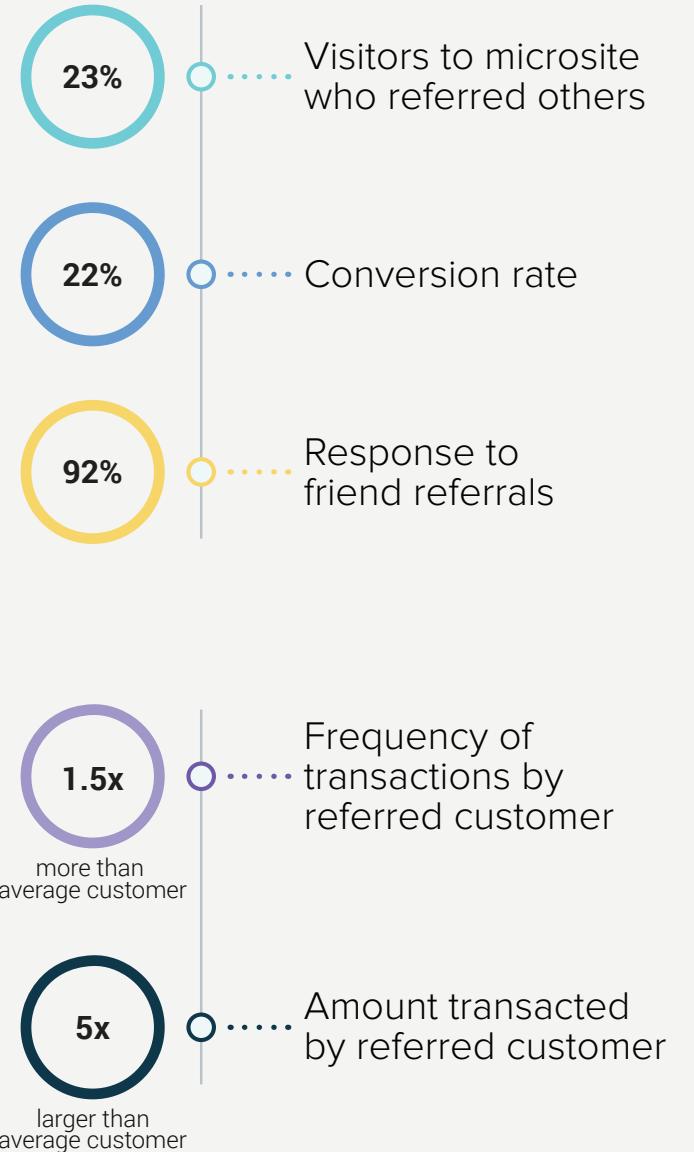 23%
Visitors to microsite
who referred others
22%
Conversion rate
92%
Response to
friend referrals
1.5x
more than
average customer
Frequency of
transactions by
referred customer
5x
larger than
average customer
Amount transacted
by referred customer